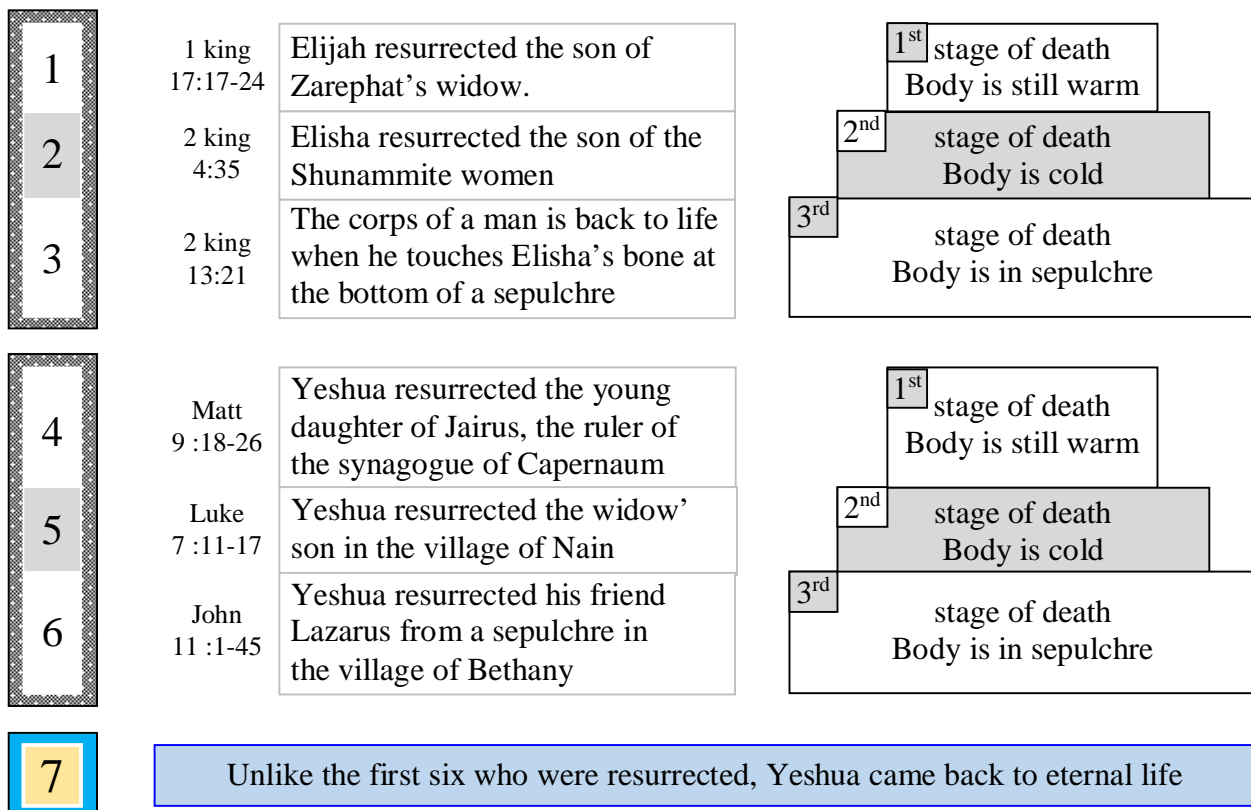 1
1 king
17:17-24
Elijah resurrected the son of
Zarephat’s widow.
1st stage of death
Body is still warm
2
2 king
4:35
Elisha resurrected the son of the
Shunammite women
2nd stage of death
Body is cold
3
2 king
13:21
The corps of a man is back to life
when he touches Elisha’s bone at
the bottom of a sepulchre
3rd
stage of death
Body is in sepulchre
4
Matt
9 :18-26
Yeshua resurrected the young
daughter of Jairus, the ruler of
the synagogue of Capernaum
1st
stage of death
Body is still warm
5
Luke
7 :11-17
Yeshua resurrected the widow’
son in the village of Nain
2nd
stage of death
Body is cold
6
John
11 :1-45
Yeshua resurrected his friend
Lazarus from a sepulchre in
the village of Bethany
3rd
stage of death
Body is in sepulchre
7
Unlike the first six who were resurrected, Yeshua came back to eternal life